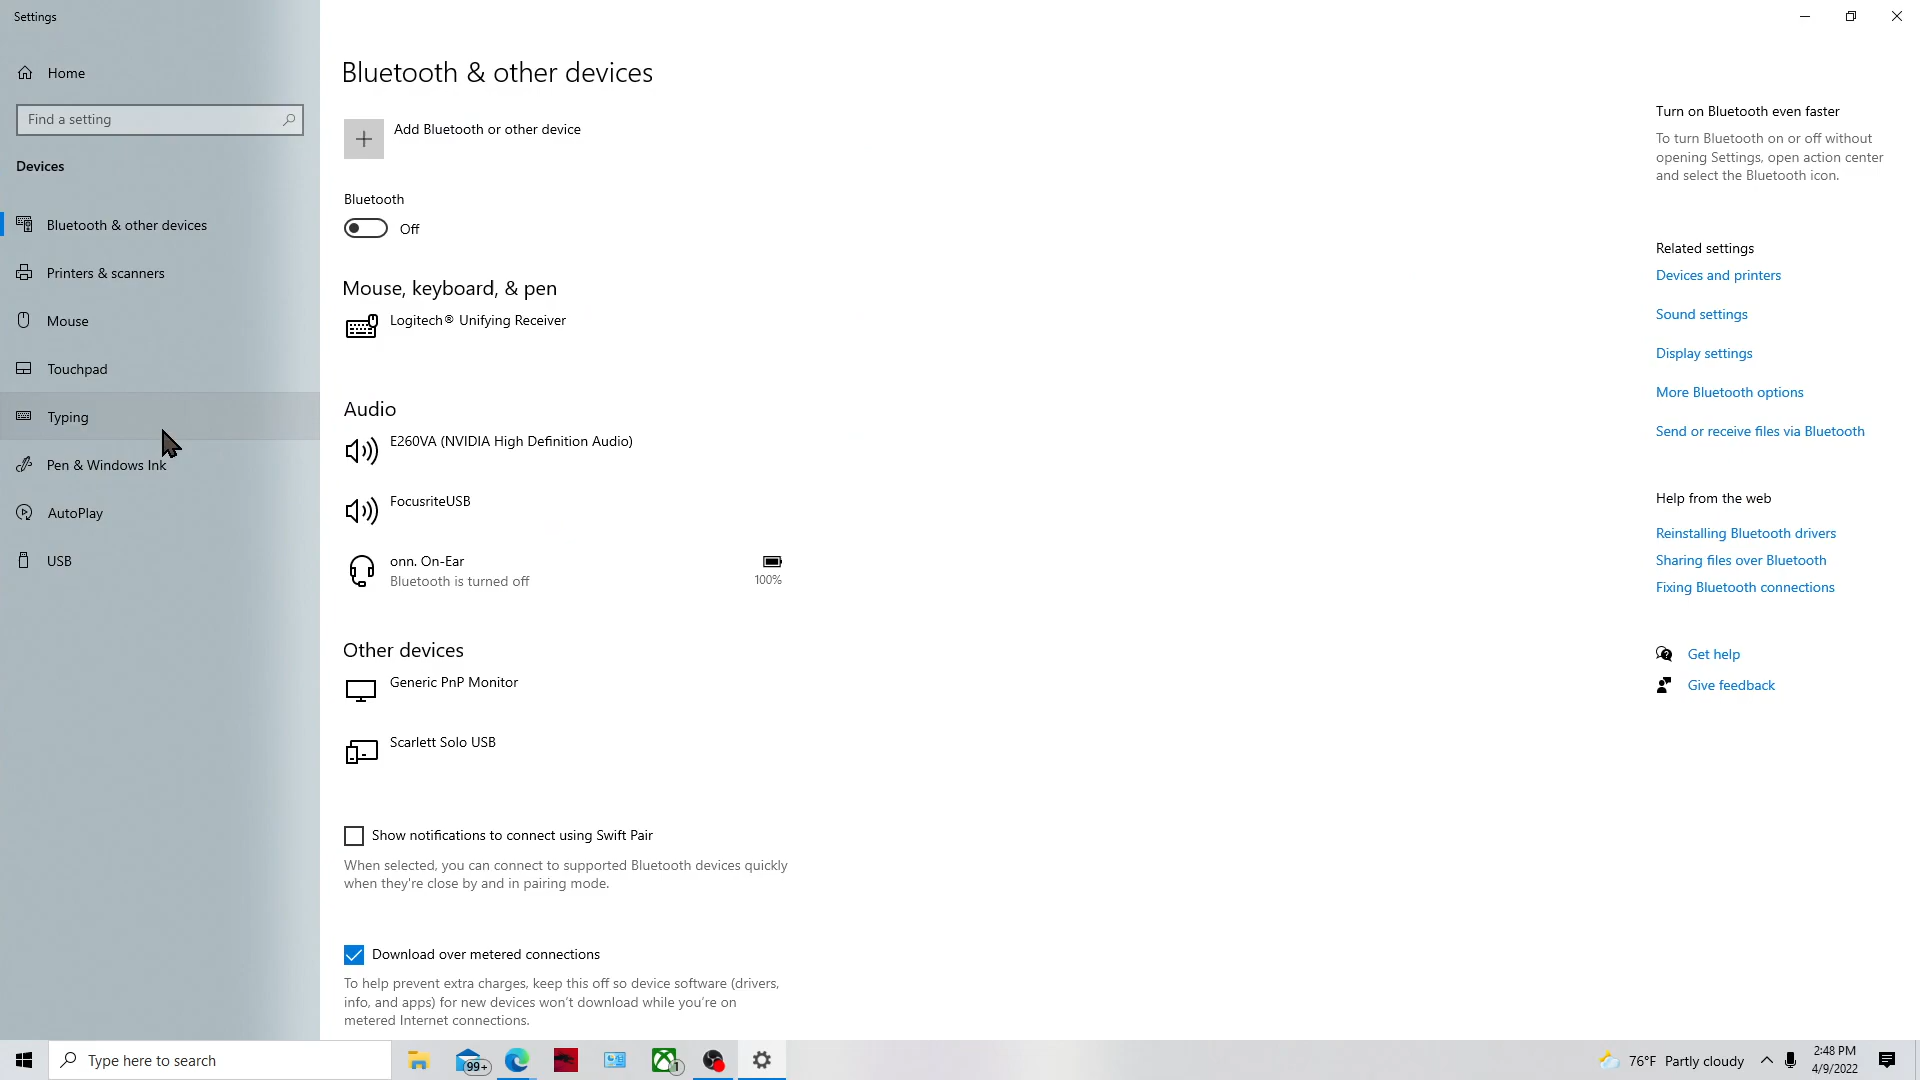 Settings
Home
Find a setting
Devices
Bluetooth & other devices
Printers & scanners
Mouse
Touchpad
Typing
Pen & Windows Ink
AutoPlay
USB
Bluetooth & other devices
Add Bluetooth or other device
Bluetooth
Off
Mouse, keyboard, & pen
Logitech® Unifying Receiver
Audio
E260VA (NVIDIA High Definition Audio)
FocusriteUSB
onn. On-Ear
Bluetooth is turned off
100%
Other devices
Generic PnP Monitor
Scarlett Solo USB
Show notifications to connect using Swift Pair
When selected, you can connect to supported Bluetooth devices quickly
when they're close by and in pairing mode.
Download over metered connections
To help prevent extra charges, keep this off so device software (drivers,
info, and apps) for new devices won't download while you're on
metered Internet connections.
Turn on Bluetooth even faster
To turn Bluetooth on or off without
opening Settings, open action center
and select the Bluetooth icon.
Related settings
Devices and printers
Sound settings
Display settings
More Bluetooth options
Send or receive files via Bluetooth
Help from the web
Reinstalling Bluetooth drivers
Sharing files over Bluetooth
Fixing Bluetooth connections
Get help
Give feedback
Type here to search
99+
1
76°F Partly cloudy
2:48 PM
4/9/2022